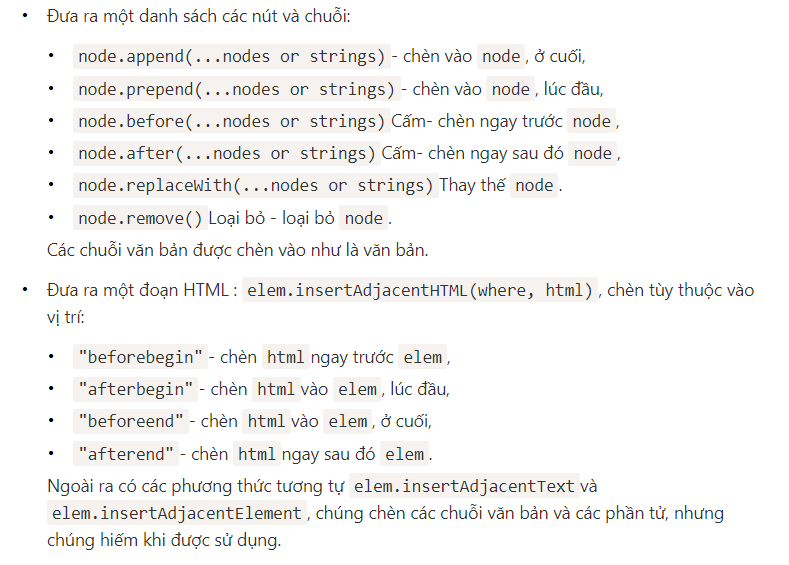 Đưa ra một danh sách các nút và chuỗi:
node.append(...nodes or strings) - chèn vào node, ở cuối,
node.prepend(...nodes or strings) - chèn vào node, lúc đầu,
node.before(...nodes or strings) Cấm- chèn ngay trước node,
node.after(...nodes or strings) Cấm- chèn ngay sau đó node,
node.replaceWith(...nodes or strings) Thay thế node.
node.remove() Loại bỏ - loại bỏ node.
Các chuỗi văn bản được chèn vào như là văn bản.
Đưa ra một đoạn HTML : elem.insertAdjacentHTML(where, html), chèn tùy thuộc vào
vị trí:
"beforebegin" - chèn html ngay trước elem,
"afterbegin" - chèn html vào elem, lúc đầu,
"beforeend" - chèn html vào elem, ở cuối,
"afterend" - chèn html ngay sau đó elem.
Ngoài ra có các phương thức tương tự elem.insertAdjacentText và
elem.insertAdjacentElement, chúng chèn các chuỗi văn bản và các phần tử, nhưng
chúng hiếm khi được sử dụng.